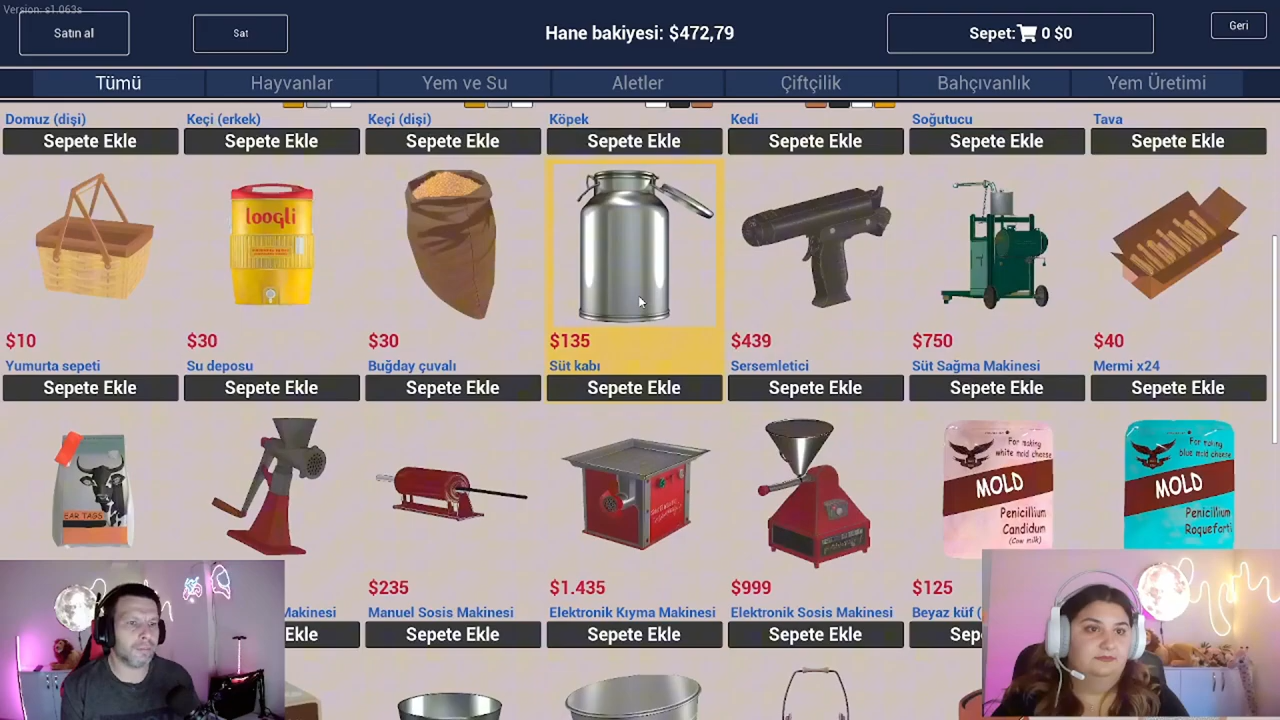 Version: s1.063s
Satın al
Sat
Hane bakiyesi: $472,79
Sepet: 0 $0
Geri
Tümü
Hayvanlar
Yem ve Su
Aletler
Çiftçilik
Bahçıvanlık
Yem Üretimi
Domuz (dişi)
Keçi (erkek)
Keçi (dişi)
Köpek
Kedi
Soğutucu
Tava
Sepete Ekle
Sepete Ekle
Sepete Ekle
Sepete Ekle
Sepete Ekle
Sepete Ekle
Sepete Ekle
loogli
$10
$30
$30
$135
$439
$750
$40
Yumurta sepeti
Su deposu
Buğday çuvalı
Süt kabı
Sersemletici
Süt Sağma Makinesi
Mermi x24
Sepete Ekle
Sepete Ekle
Sepete Ekle
Sepete Ekle
Sepete Ekle
Sepete Ekle
Sepete Ekle
EAR TAGS
For making
white mold cheese
MOLD
Penicillium
Candidum
(Cow milk)
For making
blue mold cheese
MOLD
Penicillium
Roqueforti
$235
$1.435
$999
$125
Makinesi
Manuel Sosis Makinesi
Elektronik Kıyma Makinesi
Elektronik Sosis Makinesi
Beyaz küf (
Ekle
Sepete Ekle
Sepete Ekle
Sepete Ekle
Sep